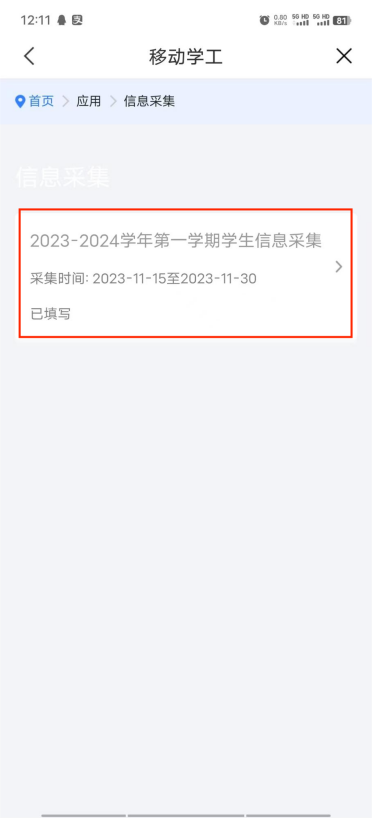 12:11
0.80 KB/s 5G HD 5G HD 81
移动学工
首页 > 应用 > 信息采集
信息采集
2023-2024学年第一学期学生信息采集
采集时间: 2023-11-15至2023-11-30
已填写